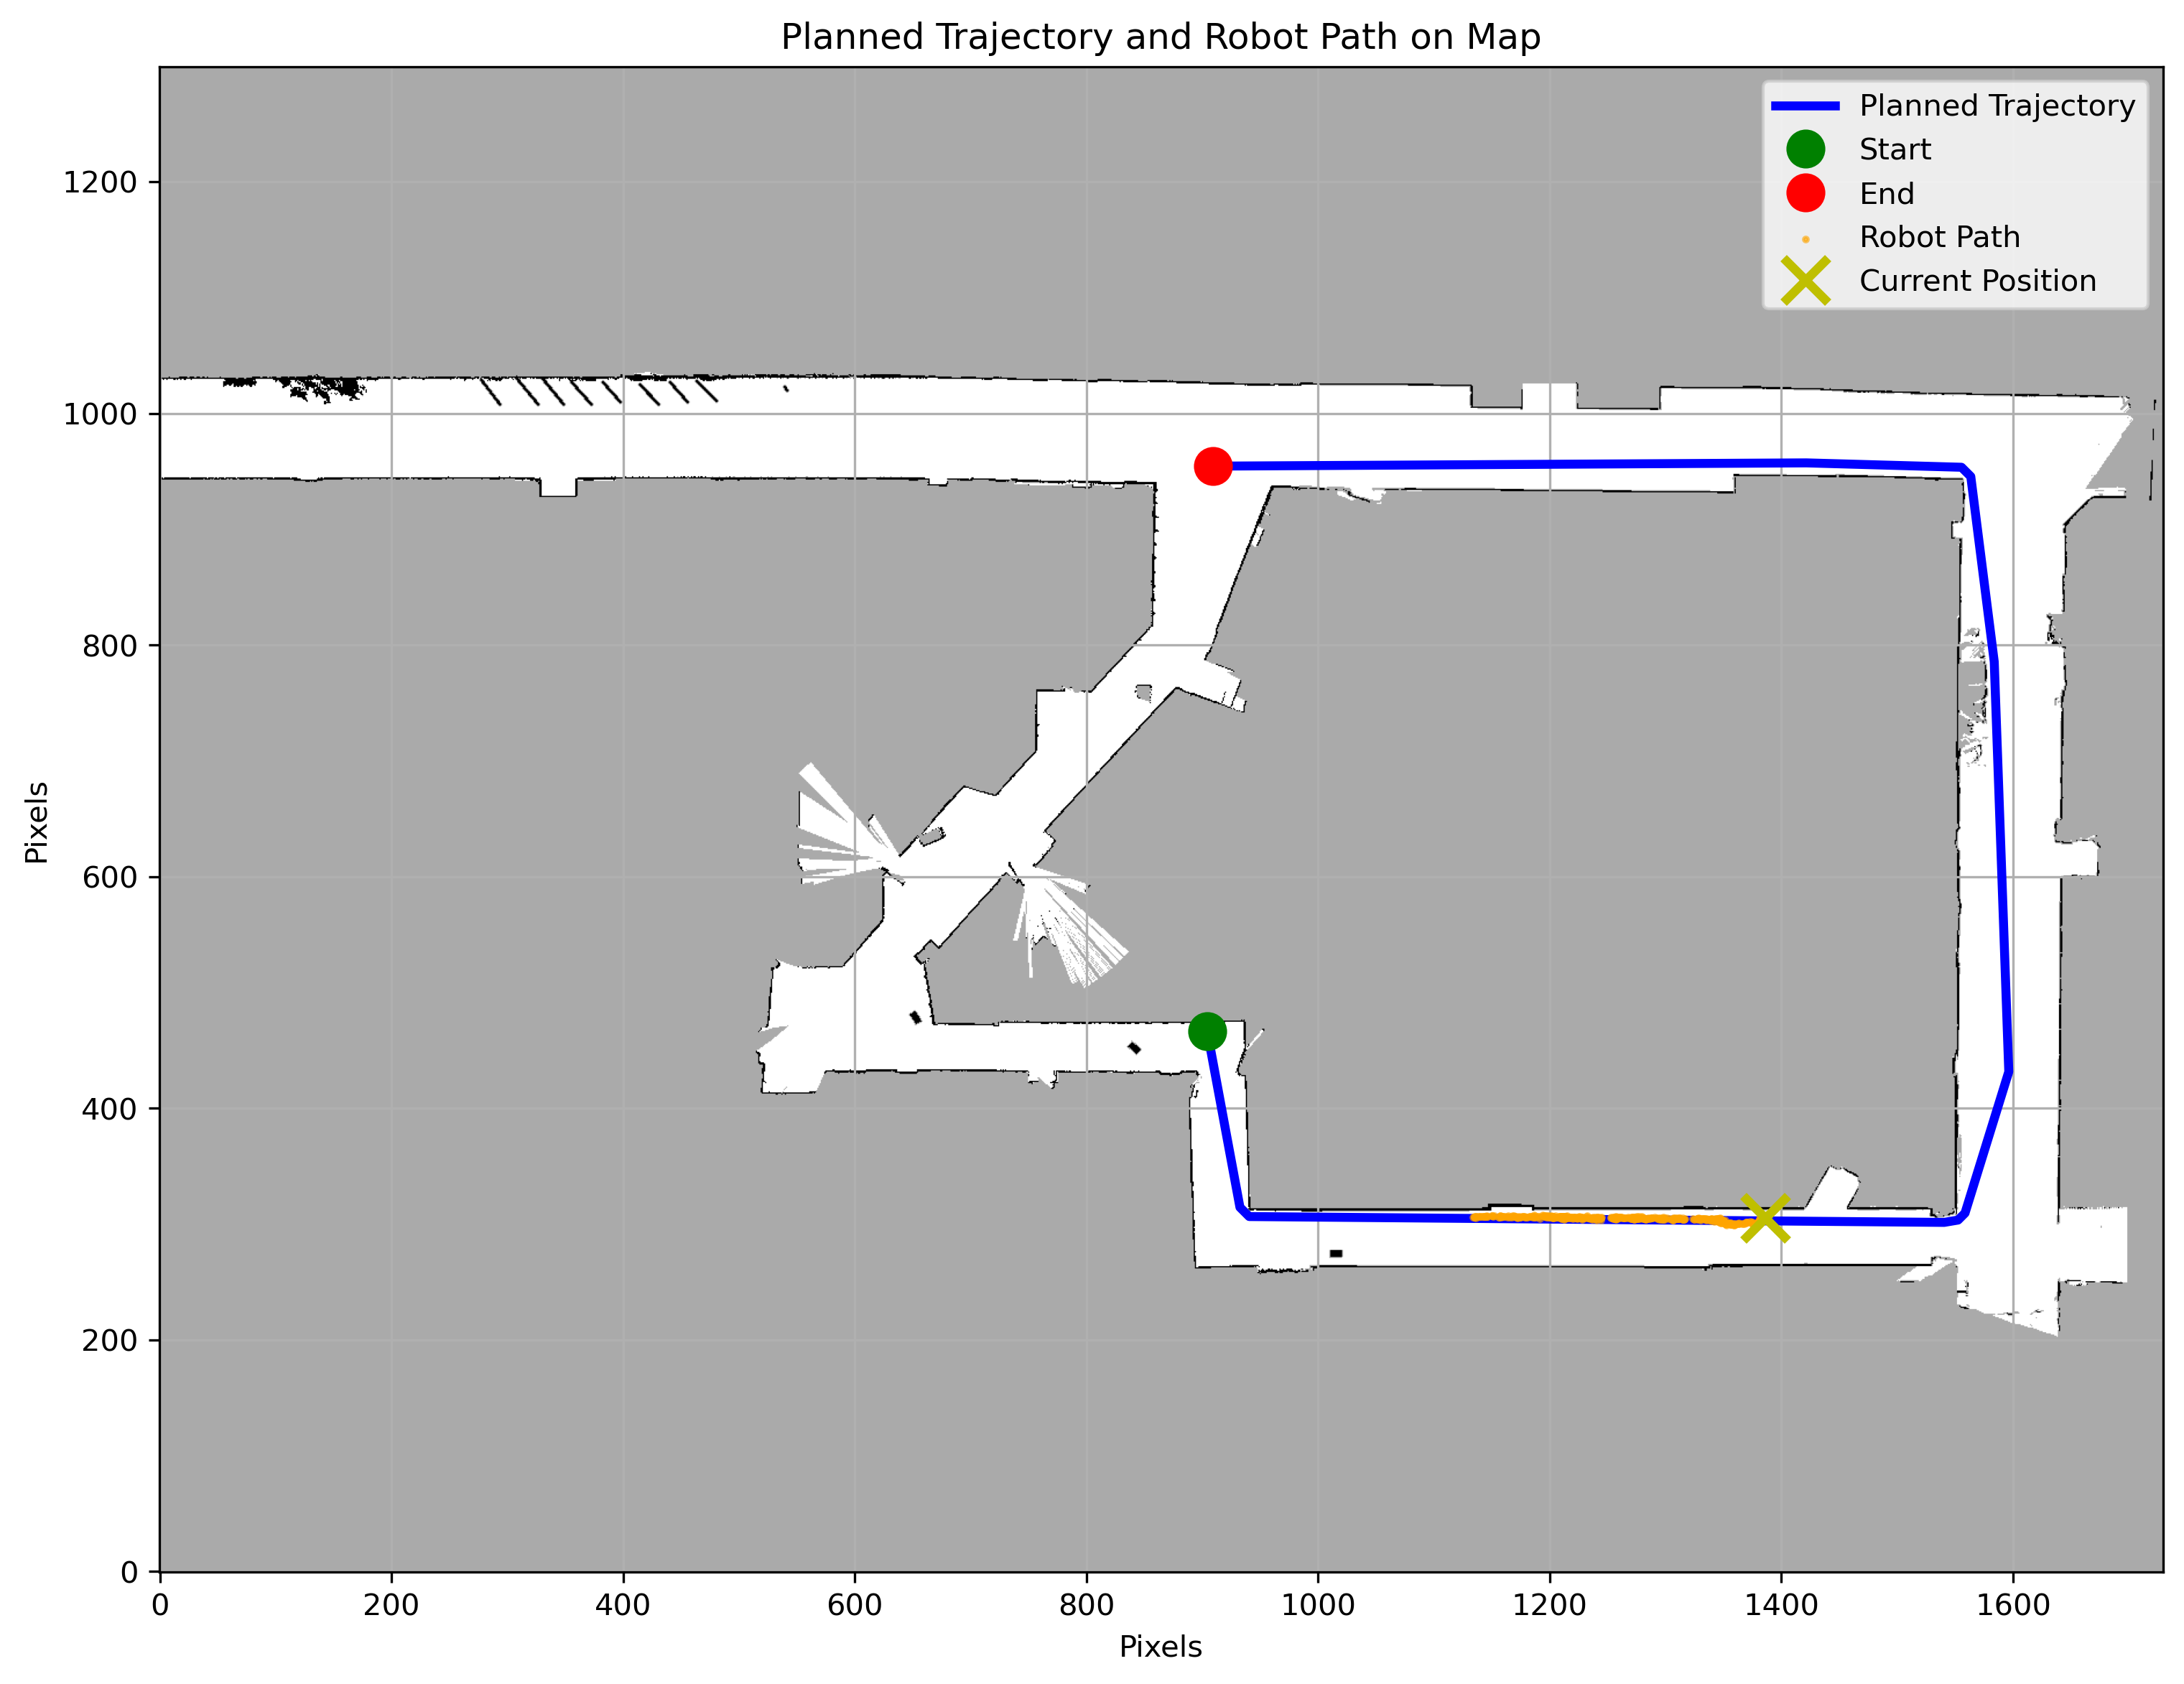 Planned Trajectory and Robot Path on Map
Planned Trajectory
Start
End
Robot Path
Current Position
1200
1000
800
600
400
200
0
Pixels
0 200 400 600 800 1000 1200 1400 1600
Pixels